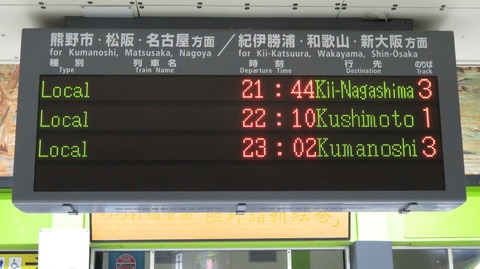 熊野市・松阪・名古屋方面／紀伊勝浦・和歌山・新大阪方面
for Kumanoshi, Matsusaka, Nagoya for Kii-Katsuura, Wakayama, Shin-Osaka
種別 列車名 時刻 行先 のりば
Type Train Name Departure Time Destination Track
Local 21:44 Kii-Nagashima 3
Local 22:10 Kushimoto 1
Local 23:02 Kumanoshi 3